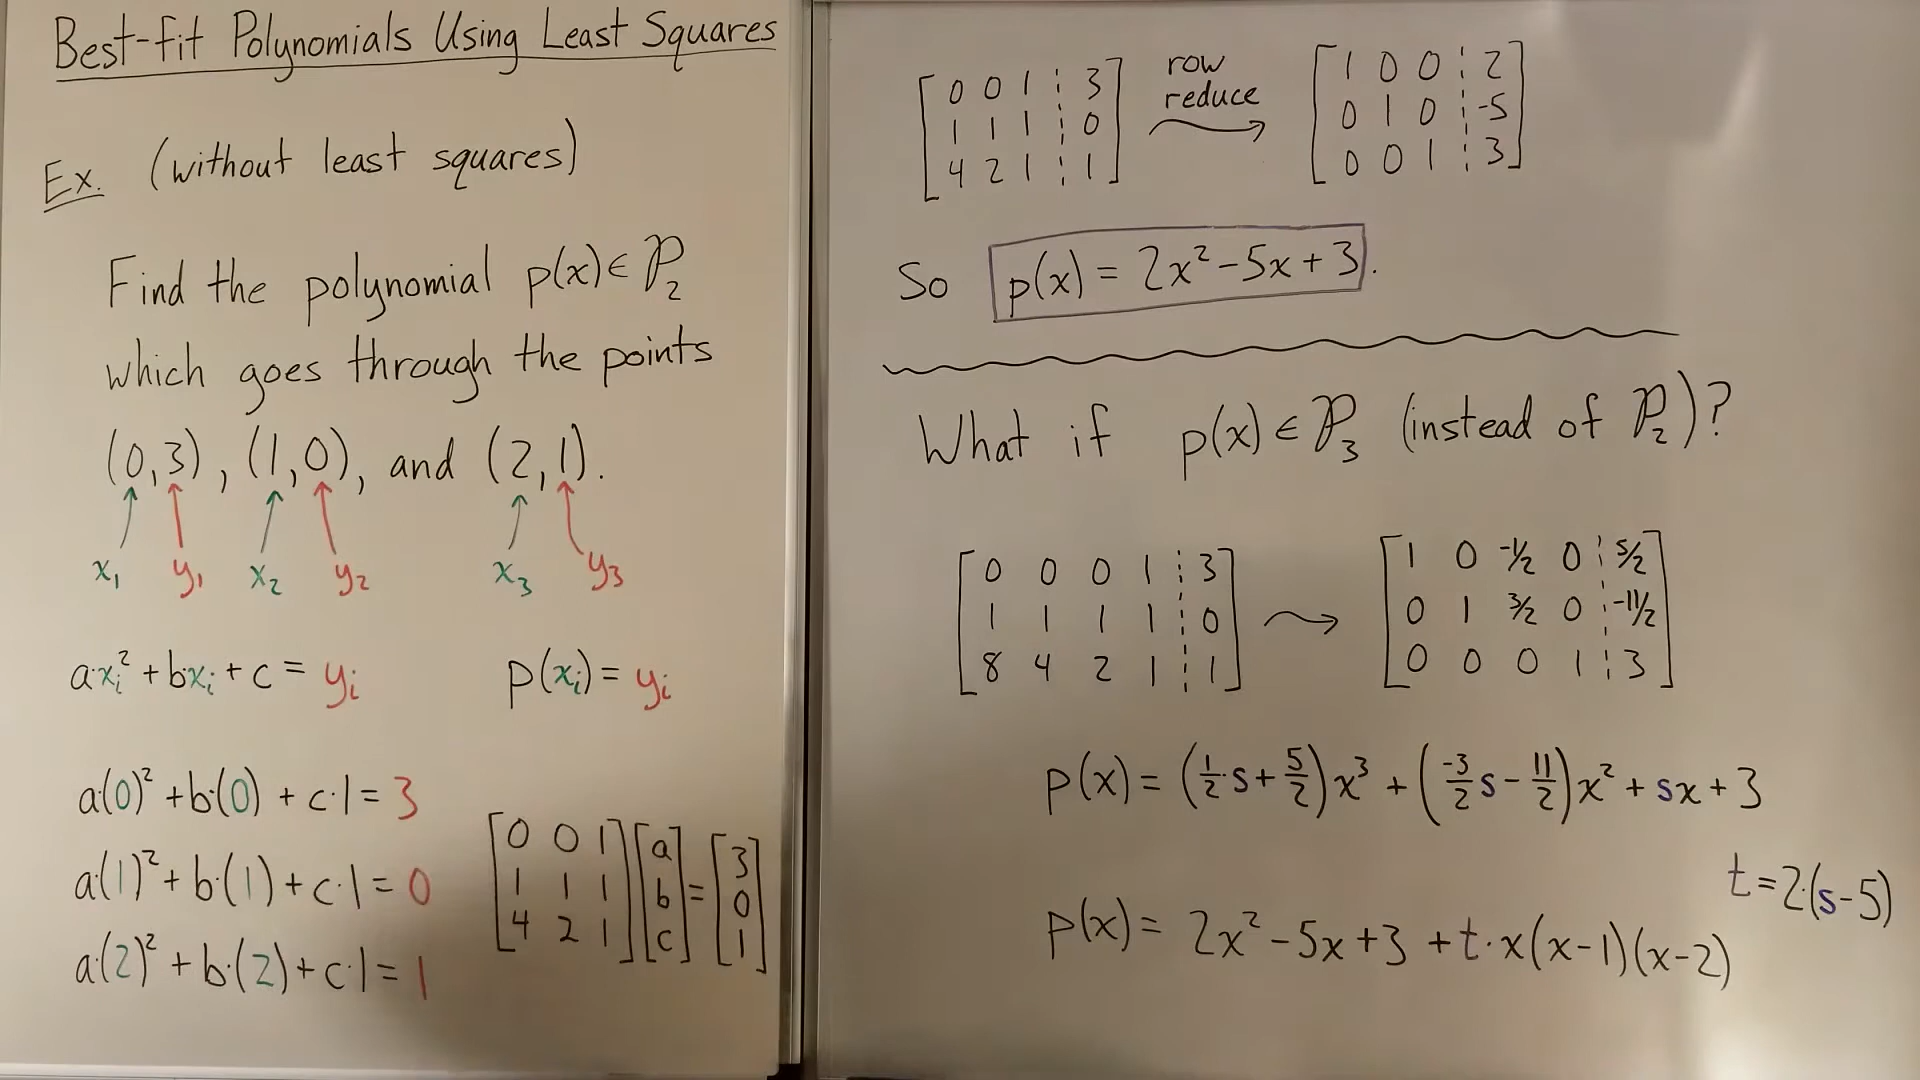 Best-Fit Polynomials Using Least Squares
Ex. (without least squares)
Find the polynomial p(x) ∈ 𝒫₂
which goes through the points
(0,3), (1,0), and (2,1).
x₁ y₁ x₂ y₂ x₃ y₃
a·xᵢ² + b·xᵢ + c = yᵢ p(xᵢ) = yᵢ
a·(0)² + b·(0) + c·1 = 3
a·(1)² + b·(1) + c·1 = 0
a·(2)² + b·(2) + c·1 = 1
[0 0 1] [a] = [3]
[1 1 1] [b] [0]
[4 2 1] [c] [1]
[0 0 1 ¦ 3] row reduce [1 0 0 ¦ 2]
[1 1 1 ¦ 0] → [0 1 0 ¦ -5]
[4 2 1 ¦ 1] [0 0 1 ¦ 3]
So p(x) = 2x² - 5x + 3.
What if p(x) ∈ 𝒫₃ (instead of 𝒫₂)?
[0 0 0 1 ¦ 3] [1 0 -1/2 0 ¦ 5/2]
[1 1 1 1 ¦ 0] → [0 1 3/2 0 ¦ -11/2]
[8 4 2 1 ¦ 1] [0 0 0 1 ¦ 3]
p(x) = (1/2·s + 5/2)x³ + (-3/2 s - 11/2)x² + sx + 3
t = 2·(s-5)
p(x) = 2x² - 5x + 3 + t·x(x-1)(x-2)